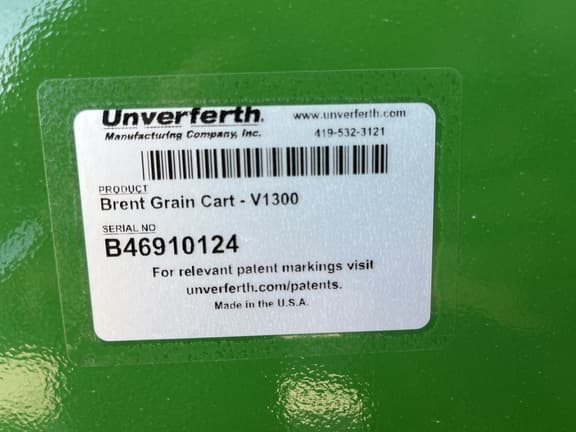 Unverferth.
www.unverferth.com
Manufacturing Company, Inc.
419-532-3121
PRODUCT
Brent Grain Cart - V1300
SERIAL NO
B46910124
For relevant patent markings visit
unverferth.com/patents.
Made in the U.S.A.